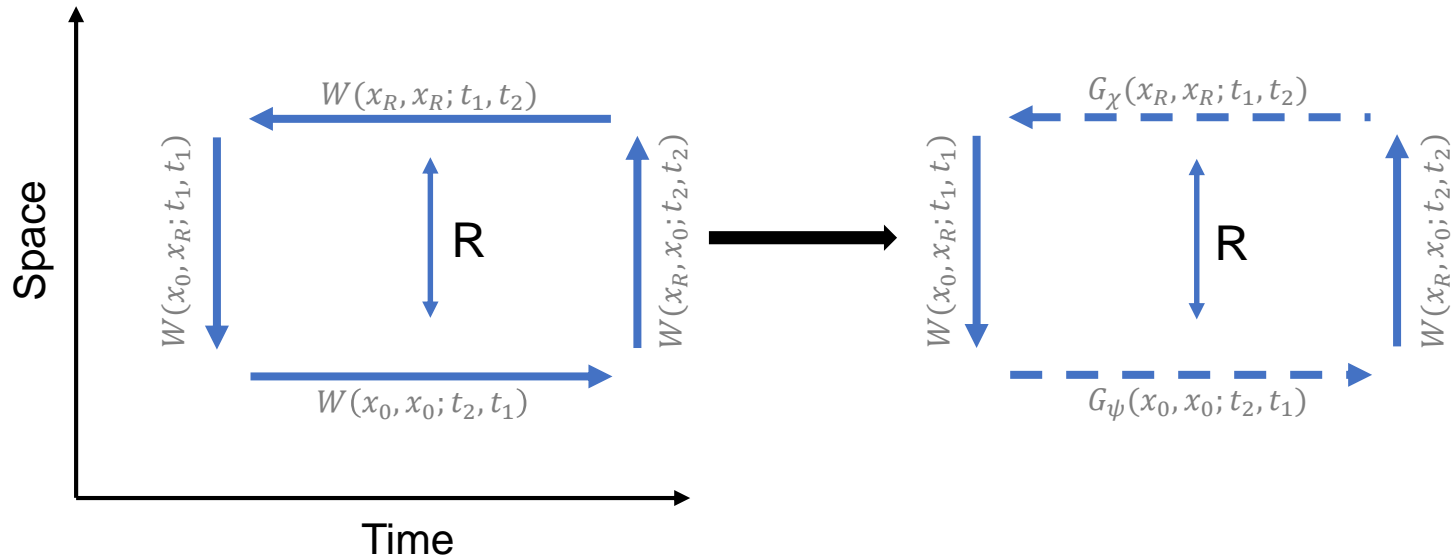 Space
Time
W(x_R, x_R; t_1, t_2)
W(x_0, x_R; t_1, t_1)
R
W(x_R, x_0; t_2, t_2)
W(x_0, x_0; t_2, t_1)
G_χ(x_R, x_R; t_1, t_2)
W(x_0, x_R; t_1, t_1)
R
W(x_R, x_0; t_2, t_2)
G_ψ(x_0, x_0; t_2, t_1)